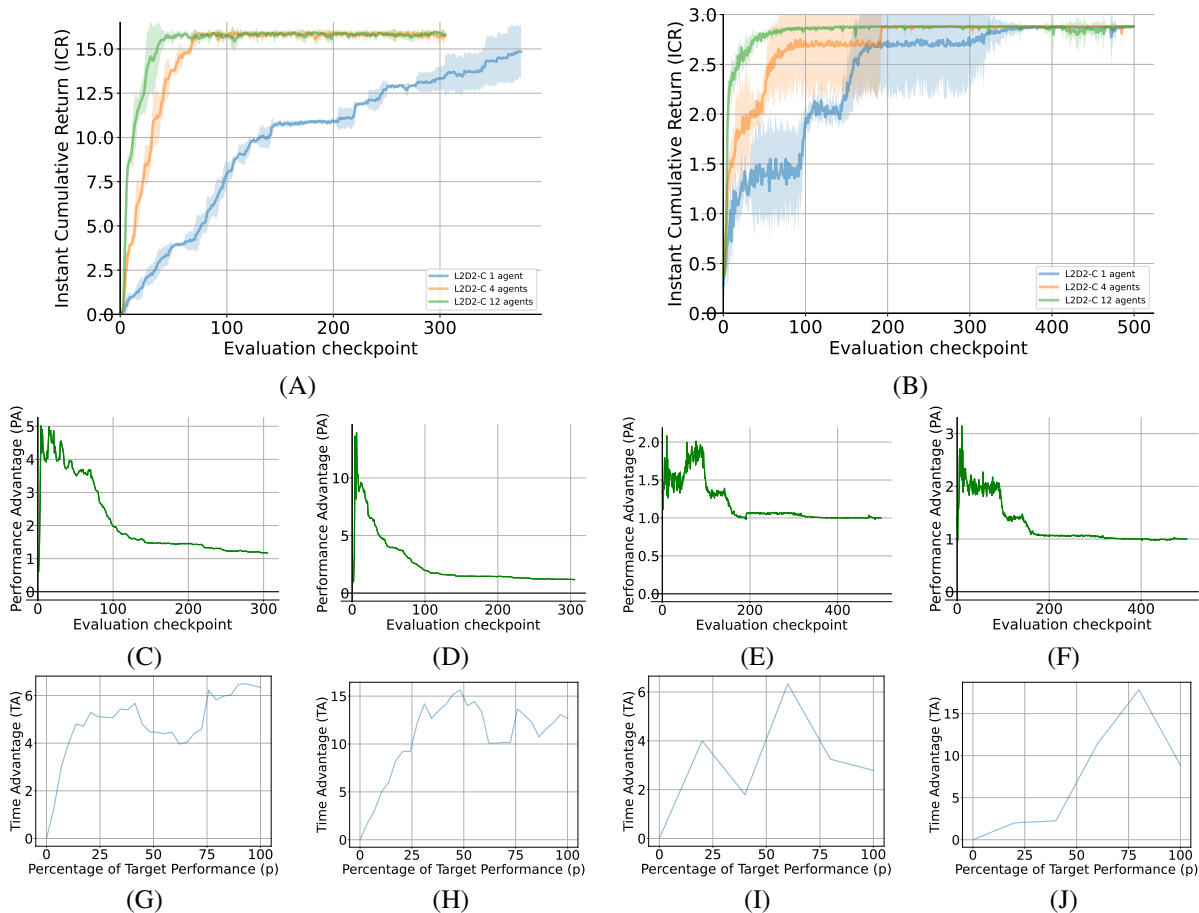 Instant Cumulative Return (ICR)
15.0
12.5
10.0
7.5
5.0
2.5
0.0
0
100
200
300
Evaluation checkpoint
L2D2-C 1 agent
L2D2-C 4 agents
L2D2-C 12 agents
(A)
Instant Cumulative Return (ICR)
3.0
2.5
2.0
1.5
1.0
0.5
0.0
0
100
200
300
400
500
Evaluation checkpoint
L2D2-C 1 agent
L2D2-C 4 agents
L2D2-C 12 agents
(B)
Performance Advantage (PA)
5
4
3
2
1
0
0
100
200
300
Evaluation checkpoint
(C)
Performance Advantage (PA)
10
5
0
0
100
200
300
Evaluation checkpoint
(D)
Performance Advantage (PA)
2.0
1.5
1.0
0.5
0.0
0
200
400
Evaluation checkpoint
(E)
Performance Advantage (PA)
3
2
1
0
0
200
400
Evaluation checkpoint
(F)
Time Advantage (TA)
6
4
2
0
0
25
50
75
100
Percentage of Target Performance (p)
(G)
Time Advantage (TA)
15
10
5
0
0
25
50
75
100
Percentage of Target Performance (p)
(H)
Time Advantage (TA)
6
4
2
0
0
25
50
75
100
Percentage of Target Performance (p)
(I)
Time Advantage (TA)
15
10
5
0
0
25
50
75
100
Percentage of Target Performance (p)
(J)